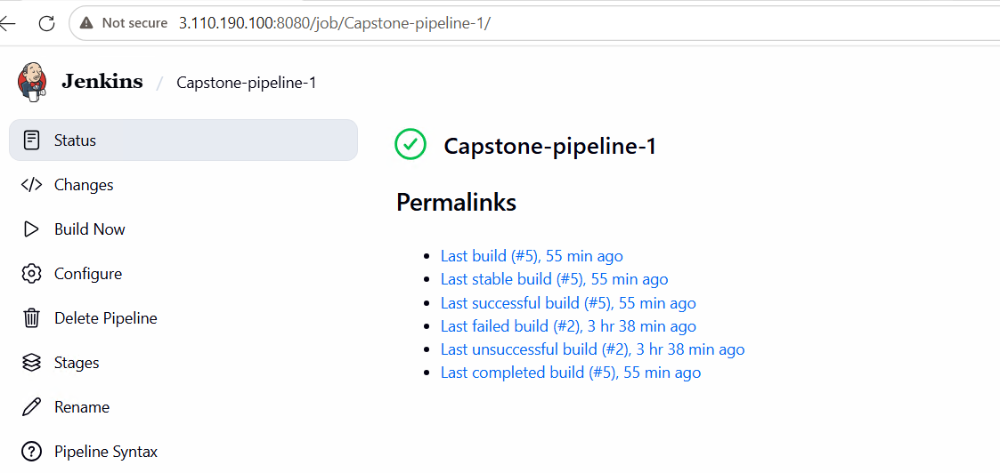 Not secure 3.110.190.100:8080/job/Capstone-pipeline-1/
Jenkins / Capstone-pipeline-1
Status
Changes
Build Now
Configure
Delete Pipeline
Stages
Rename
Pipeline Syntax
Capstone-pipeline-1
Permalinks
Last build (#5), 55 min ago
Last stable build (#5), 55 min ago
Last successful build (#5), 55 min ago
Last failed build (#2), 3 hr 38 min ago
Last unsuccessful build (#2), 3 hr 38 min ago
Last completed build (#5), 55 min ago